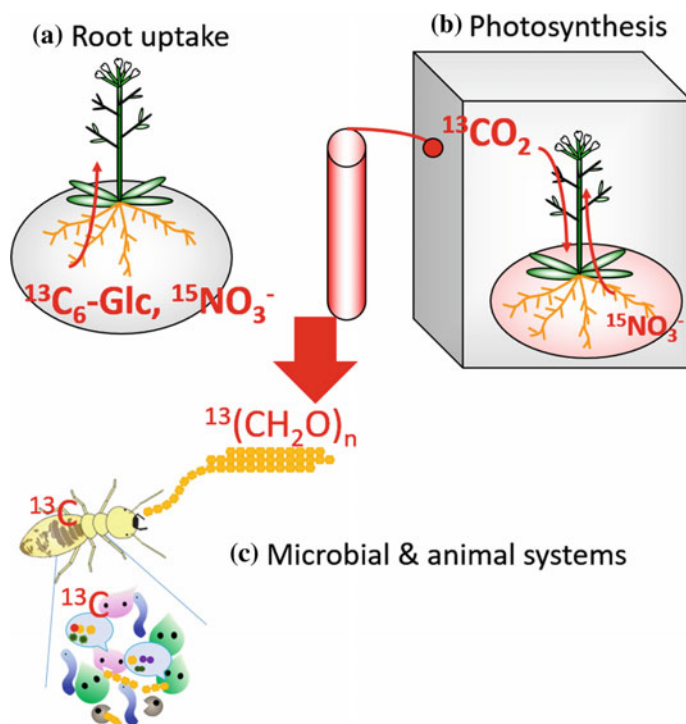 (a) Root uptake
¹³C₆-Glc, ¹⁵NO₃⁻
(b) Photosynthesis
¹³CO₂
¹⁵NO₃⁻
¹³(CH₂O)ₙ
¹³C
(c) Microbial & animal systems
¹³C